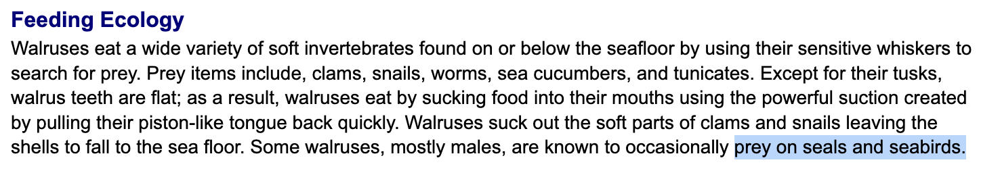 Feeding Ecology
Walruses eat a wide variety of soft invertebrates found on or below the seafloor by using their sensitive whiskers to
search for prey. Prey items include, clams, snails, worms, sea cucumbers, and tunicates. Except for their tusks,
walrus teeth are flat; as a result, walruses eat by sucking food into their mouths using the powerful suction created
by pulling their piston-like tongue back quickly. Walruses suck out the soft parts of clams and snails leaving the
shells to fall to the sea floor. Some walruses, mostly males, are known to occasionally prey on seals and seabirds.